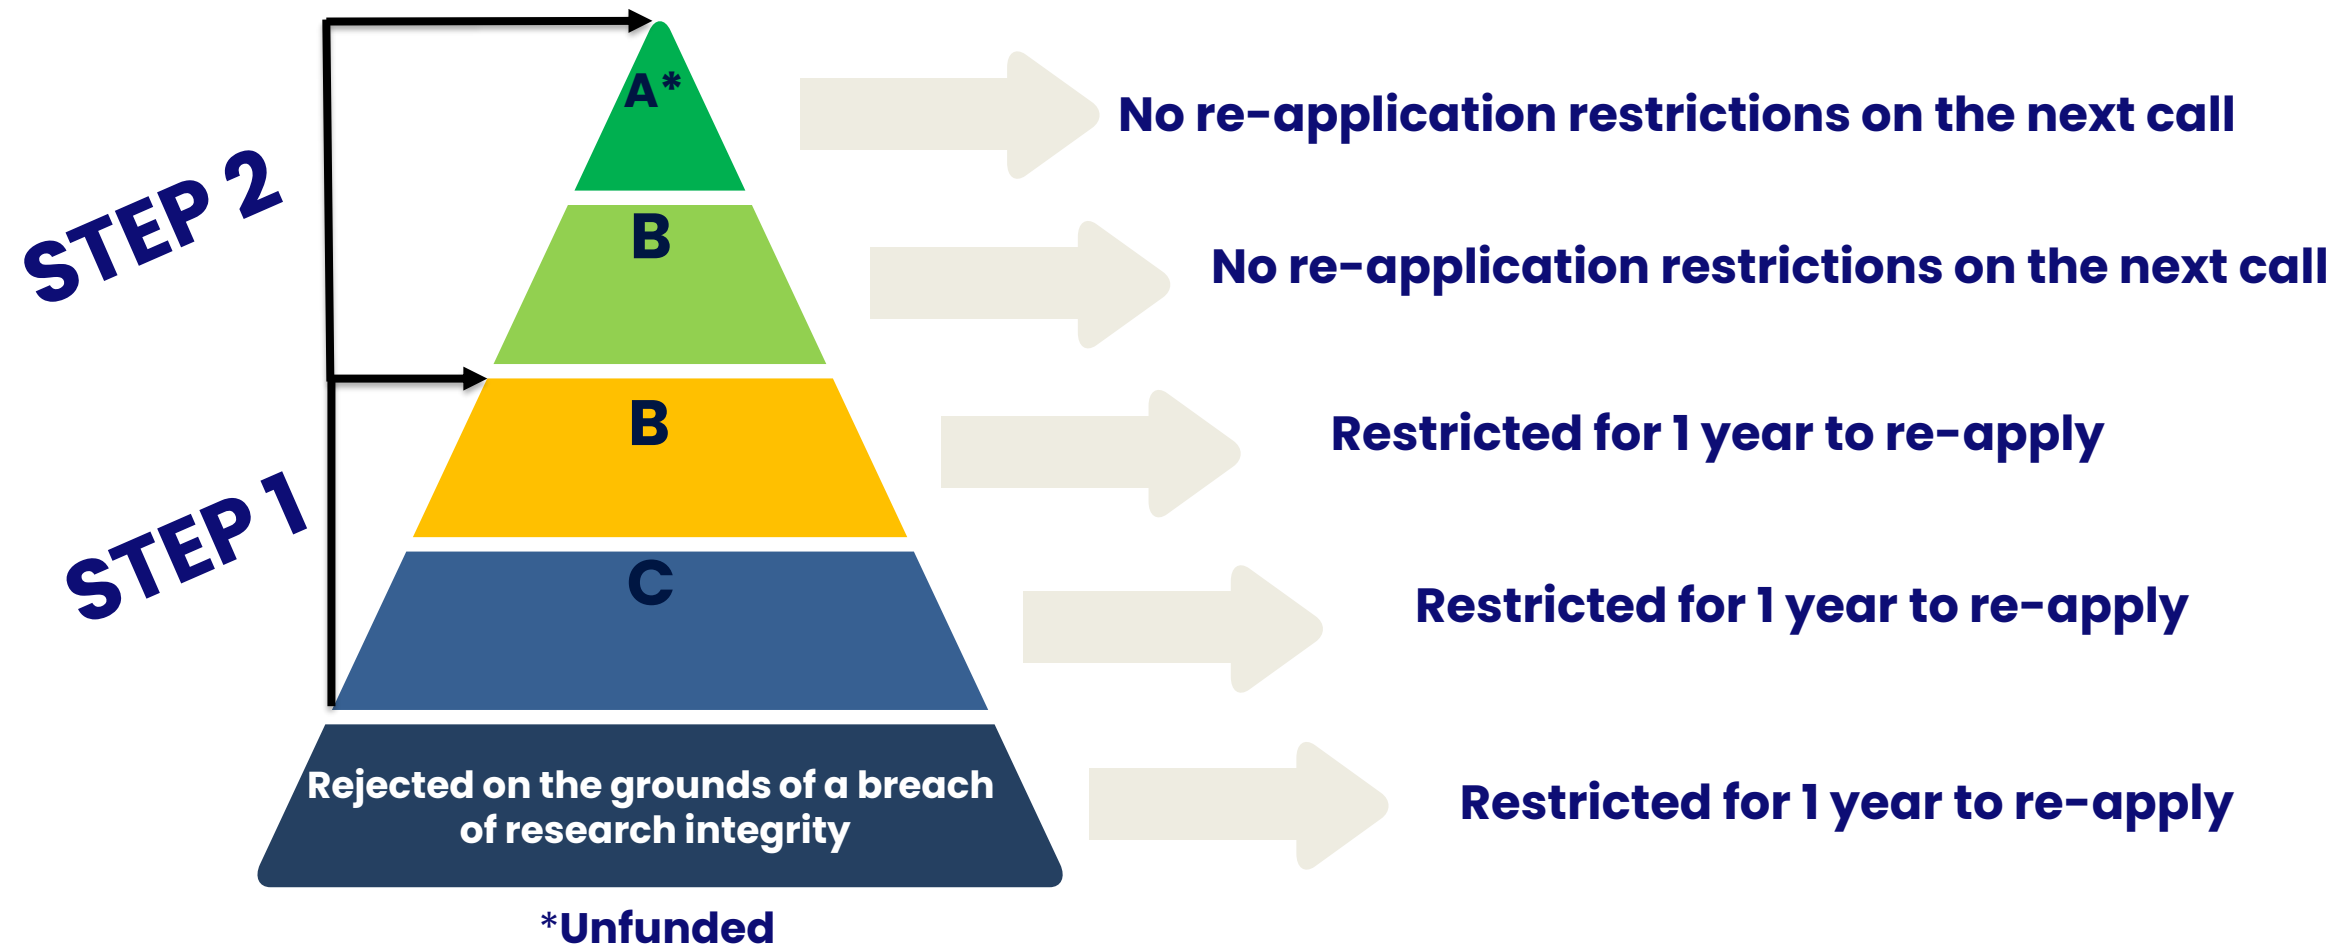 A*
No re-application restrictions on the next call
STEP 2
B
No re-application restrictions on the next call
B
Restricted for 1 year to re-apply
STEP 1
C
Restricted for 1 year to re-apply
Rejected on the grounds of a breach
of research integrity
Restricted for 1 year to re-apply
*Unfunded